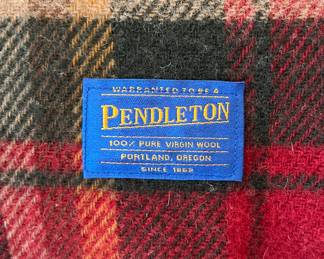 WARRANTED TO BE A
PENDLETON
100% PURE VIRGIN WOOL
PORTLAND, OREGON
SINCE 1863